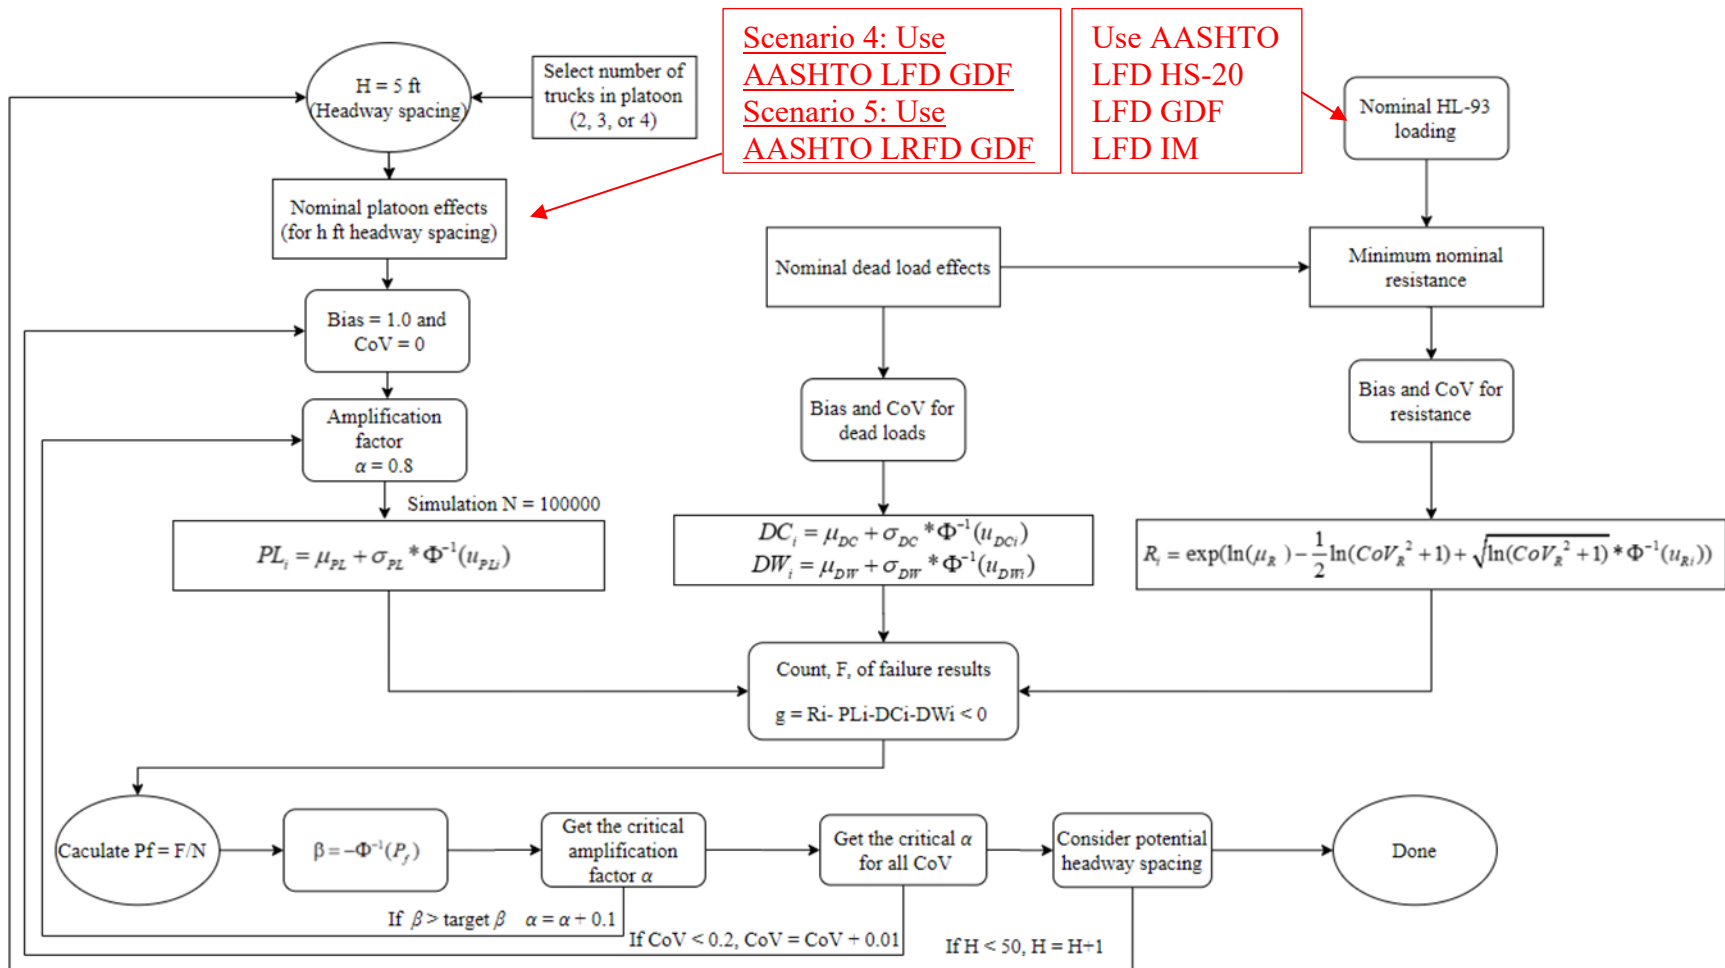 Scenario 4: Use
AASHTO LFD GDF
Scenario 5: Use
AASHTO LRFD GDF
Use AASHTO
LFD HS-20
LFD GDF
LFD IM
H = 5 ft
(Headway spacing)
Select number of
trucks in platoon
(2, 3, or 4)
Nominal HL-93
loading
Nominal platoon effects
(for h ft headway spacing)
Nominal dead load effects
Minimum nominal
resistance
Bias = 1.0 and
CoV = 0
Bias and CoV for
dead loads
Bias and CoV for
resistance
Amplification
factor
α = 0.8
Simulation N = 100000
PL_i = μ_PL + σ_PL * Φ⁻¹(u_PLi)
DC_i = μ_DC + σ_DC * Φ⁻¹(u_DCi)
DW_i = μ_DW + σ_DW * Φ⁻¹(u_DWi)
R_i = exp(ln(μ_R) − 1/2 ln(CoV_R² + 1) + √(ln(CoV_R² + 1)) * Φ⁻¹(u_Ri))
Count, F, of failure results
g = Ri- PLi-DCi-DWi < 0
Caculate Pf = F/N
β = −Φ⁻¹(P_f)
Get the critical
amplification
factor α
Get the critical α
for all CoV
Consider potential
headway spacing
Done
If β > target β α = α + 0.1
If CoV < 0.2, CoV = CoV + 0.01
If H < 50, H = H+1